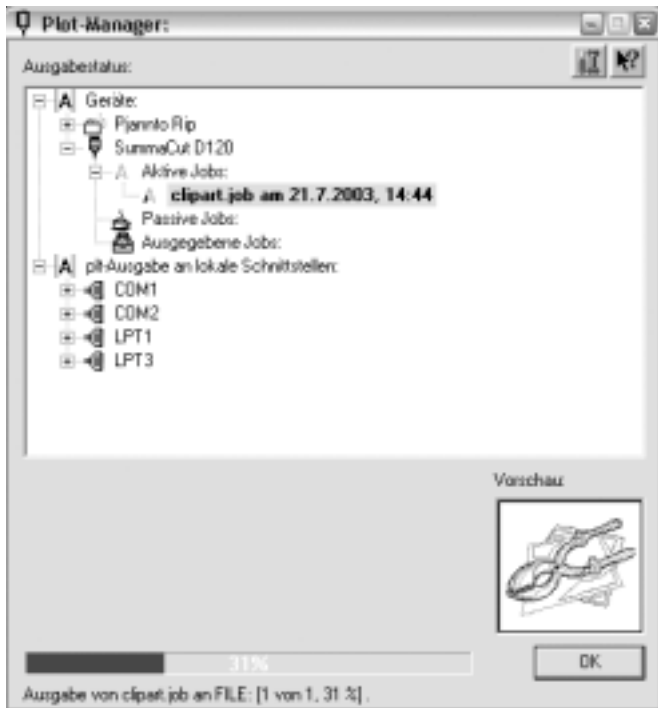 Plot-Manager:
Ausgabestatus:
A Geräte:
Pjannto Rip
SummaCut D120
Aktive Jobs:
clipart.job am 21.7.2003, 14:44
Passive Jobs:
Ausgegebene Jobs:
A plt-Ausgabe an lokale Schnittstellen:
COM1
COM2
LPT1
LPT3
Vorschau:
31%
OK
Ausgabe von clipart.job an FILE: [1 von 1, 31 %] .